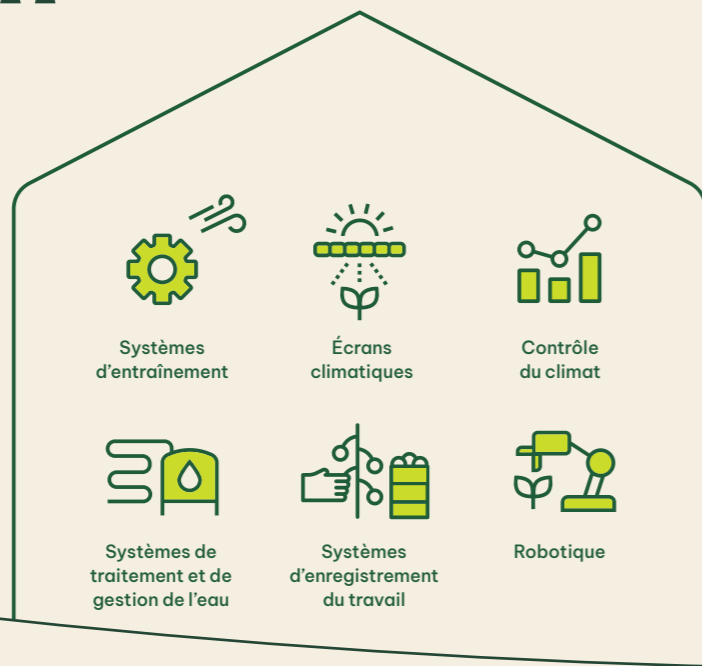 Systèmes
d'entraînement
Écrans
climatiques
Contrôle
du climat
Systèmes de
traitement et de
gestion de l'eau
Systèmes
d'enregistrement
du travail
Robotique